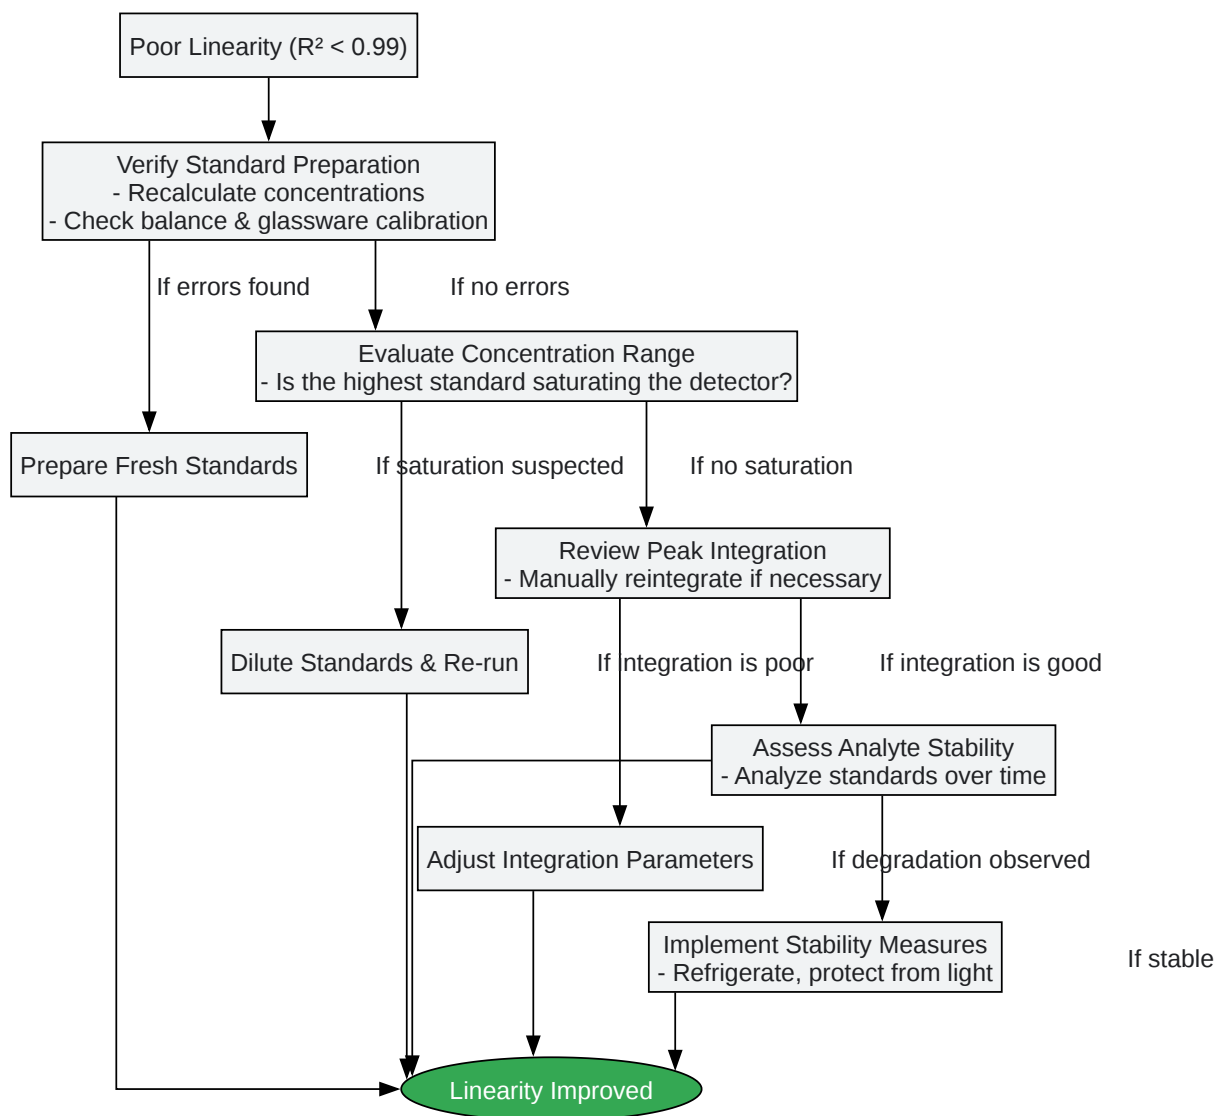 Poor Linearity (R² < 0.99)
Verify Standard Preparation
- Recalculate concentrations
- Check balance & glassware calibration
If errors found
If no errors
Evaluate Concentration Range
- Is the highest standard saturating the detector?
Prepare Fresh Standards
If saturation suspected
If no saturation
Review Peak Integration
- Manually reintegrate if necessary
Dilute Standards & Re-run
If integration is poor
If integration is good
Assess Analyte Stability
- Analyze standards over time
Adjust Integration Parameters
If degradation observed
Implement Stability Measures
- Refrigerate, protect from light
If stable
Linearity Improved